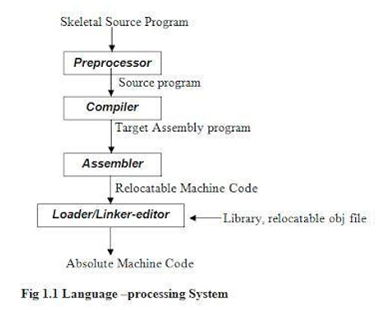 Skeletal Source Program
Preprocessor
Source program
Compiler
Target Assembly program
Assembler
Relocatable Machine Code
Loader/Linker-editor
Library, relocatable obj file
Absolute Machine Code
Fig 1.1 Language –processing System